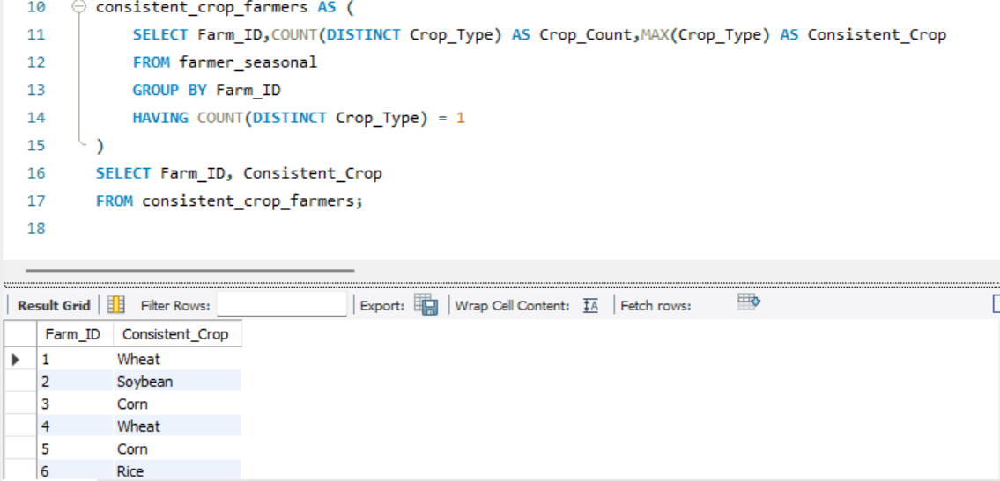 10 consistent_crop_farmers AS (
11 SELECT Farm_ID,COUNT(DISTINCT Crop_Type) AS Crop_Count,MAX(Crop_Type) AS Consistent_Crop
12 FROM farmer_seasonal
13 GROUP BY Farm_ID
14 HAVING COUNT(DISTINCT Crop_Type) = 1
15 )
16 SELECT Farm_ID, Consistent_Crop
17 FROM consistent_crop_farmers;
18
Result Grid Filter Rows: Export: Wrap Cell Content: IA Fetch rows:
Farm_ID Consistent_Crop
1 Wheat
2 Soybean
3 Corn
4 Wheat
5 Corn
6 Rice